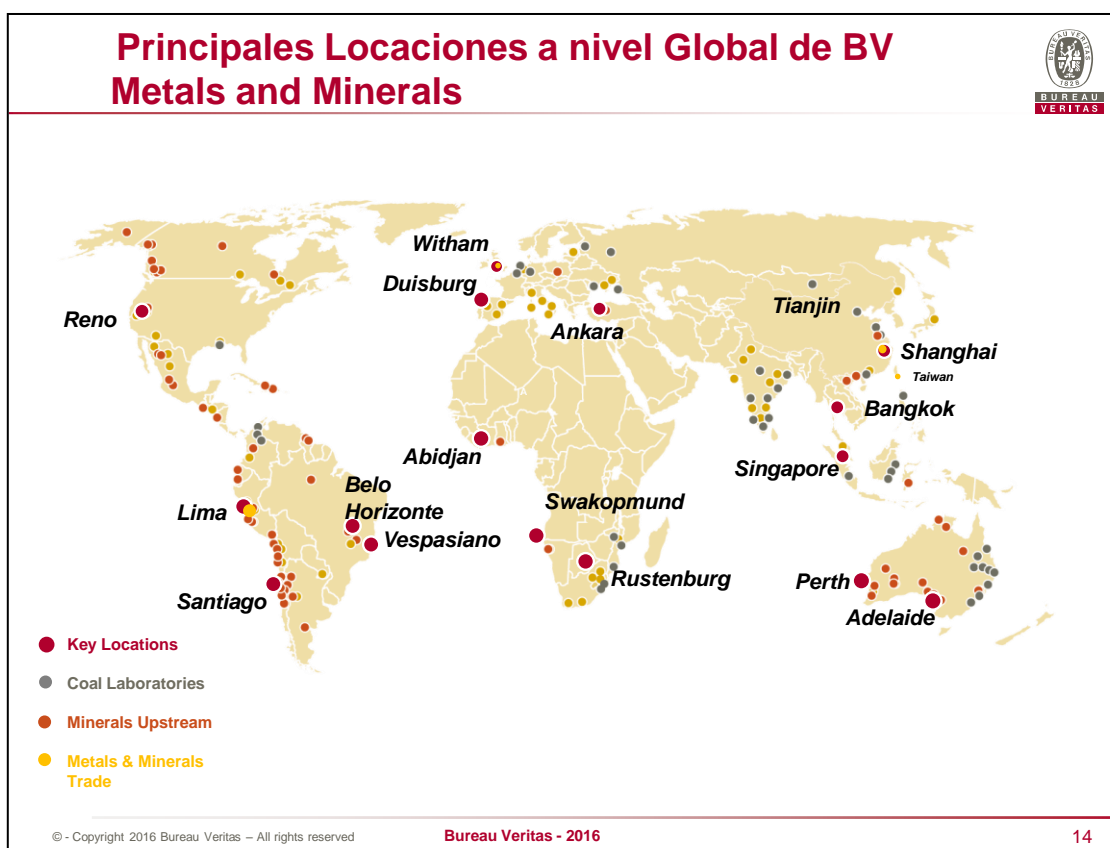 Principales Locaciones a nivel Global de BV
Metals and Minerals
BUREAU VERITAS
1828
BUREAU
VERITAS
Witham
Duisburg
Reno
Ankara
Tianjin
Shanghai
Taiwan
Bangkok
Abidjan
Singapore
Belo
Horizonte
Swakopmund
Lima
Vespasiano
Rustenburg
Perth
Santiago
Adelaide
Key Locations
Coal Laboratories
Minerals Upstream
Metals & Minerals
Trade
© - Copyright 2016 Bureau Veritas – All rights reserved
Bureau Veritas - 2016
14